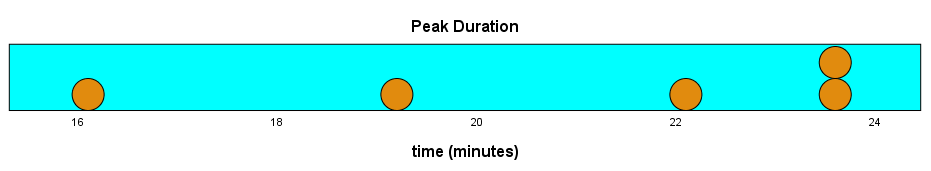 Peak Duration
16 18 20 22 24
time (minutes)